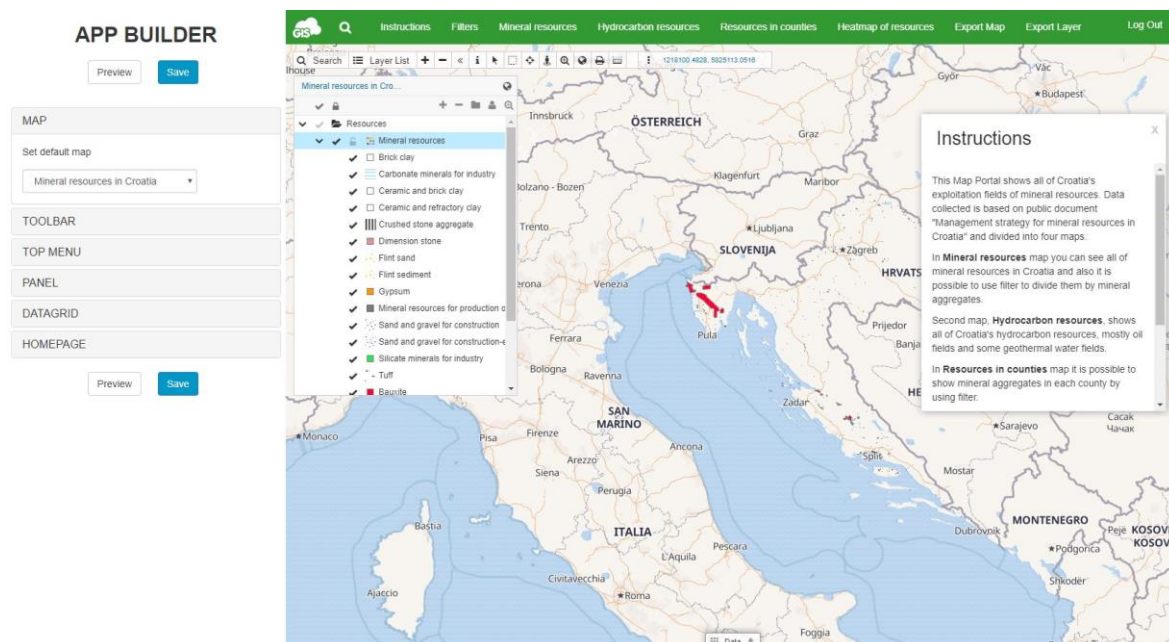 APP BUILDER
Preview Save
MAP
Set default map
Mineral resources in Croatia
TOOLBAR
TOP MENU
PANEL
DATAGRID
HOMEPAGE
Preview Save
GIS Instructions Filters Mineral resources Hydrocarbon resources Resources in counties Heatmap of resources Export Map Export Layer Log Out
Search Layer List 1218100.4828, 5825113.0516
Mineral resources in Cro...
Resources
Mineral resources
Brick clay
Carbonate minerals for industry
Ceramic and brick clay
Ceramic and refractory clay
Crushed stone aggregate
Dimension stone
Flint sand
Flint sediment
Gypsum
Mineral resources for production o
Sand and gravel for construction
Sand and gravel for construction-e
Silicate minerals for industry
Tuff
Bauxite
Instructions
X
This Map Portal shows all of Croatia's
exploitation fields of mineral resources. Data
collected is based on public document
"Management strategy for mineral resources in
Croatia" and divided into four maps.
In Mineral resources map you can see all of
mineral resources in Croatia and also it is
possible to use filter to divide them by mineral
aggregates.
Second map, Hydrocarbon resources, shows
all of Croatia's hydrocarbon resources, mostly oil
fields and some geothermal water fields.
In Resources in counties map it is possible to
show mineral aggregates in each county by
using filter.
Győr
Vác
Budapest
Innsbruck
ÖSTERREICH
Graz
Klagenfurt
Maribor
olzano - Bozen
Trento
Ljubljana
SLOVENIJA
Zagreb
HRVATS
erona
Venezia
Pula
Prijedor
Banja
Ferrara
Bologna
Ravenna
HE
Zadar
SAN
MARINO
Cacak
Чачак
Sarajevo
Monaco
Pisa
Firenze
Ancona
Split
Arezzo
Siena
Mostar
Perugia
Bastia
ITALIA
MONTENEGRO
Dubrovnik
Peje
KOSOV
KOSOV
Podgorica
L'Aquila
Pescara
Civitavecchia
Shkodër
Ajaccio
Roma
Foggia
Data